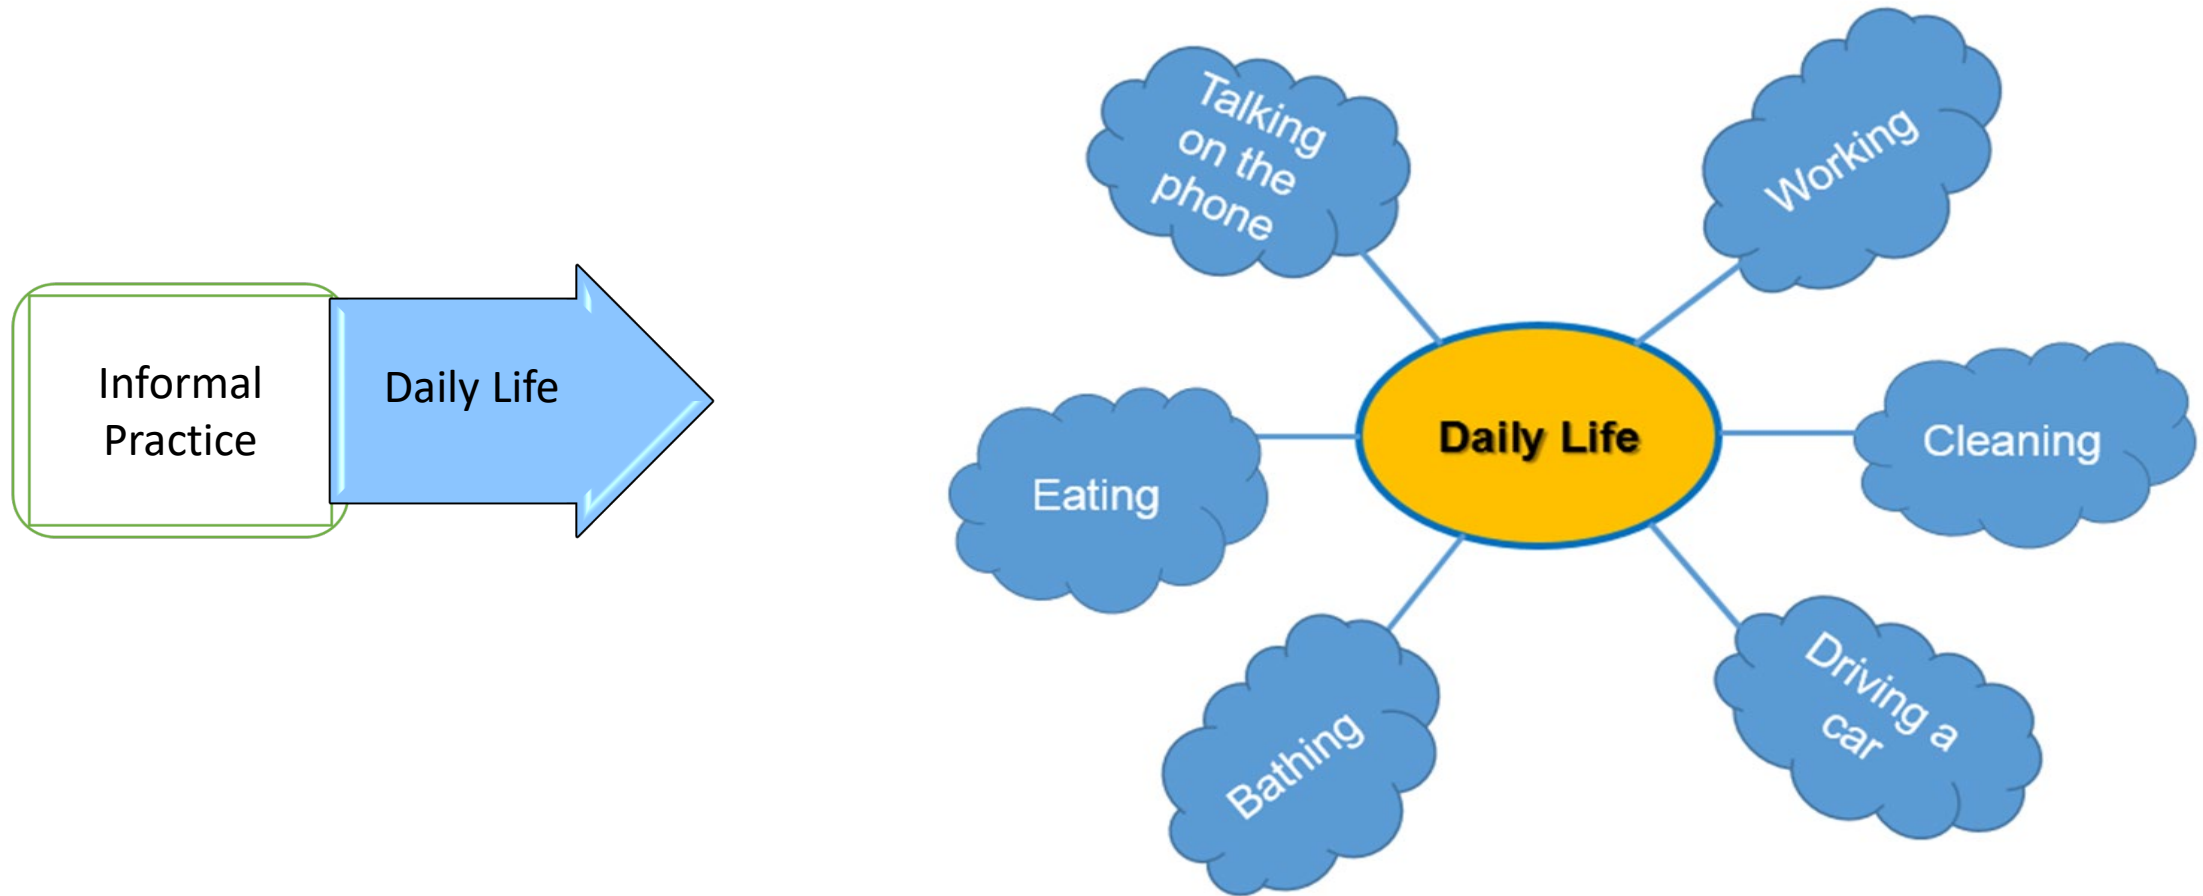 Informal
Practice
Daily Life
Talking
on the
phone
Working
Eating
Daily Life
Cleaning
Bathing
Driving a
car